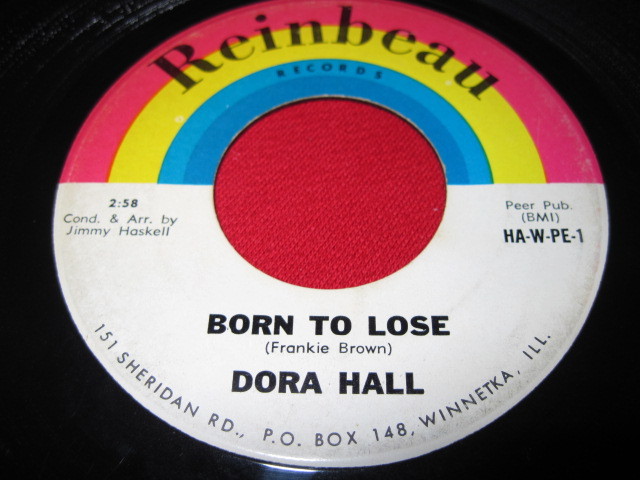 Reinbeau
RECORDS
2:58
Cond. & Arr. by
Jimmy Haskell
Peer Pub.
(BMI)
HA-W-PE-1
BORN TO LOSE
(Frankie Brown)
DORA HALL
151 SHERIDAN RD., P.O. BOX 148, WINNETKA, ILL.